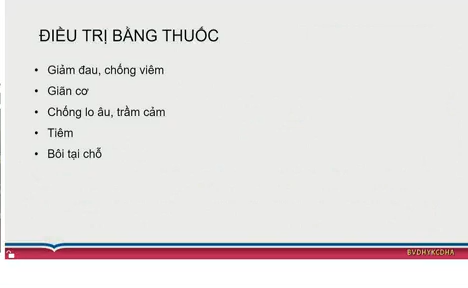 ĐIỀU TRỊ BẰNG THUỐC
• Giảm đau, chống viêm
• Giãn cơ
• Chống lo âu, trầm cảm
• Tiêm
• Bôi tại chỗ
BVDHYKCDHA